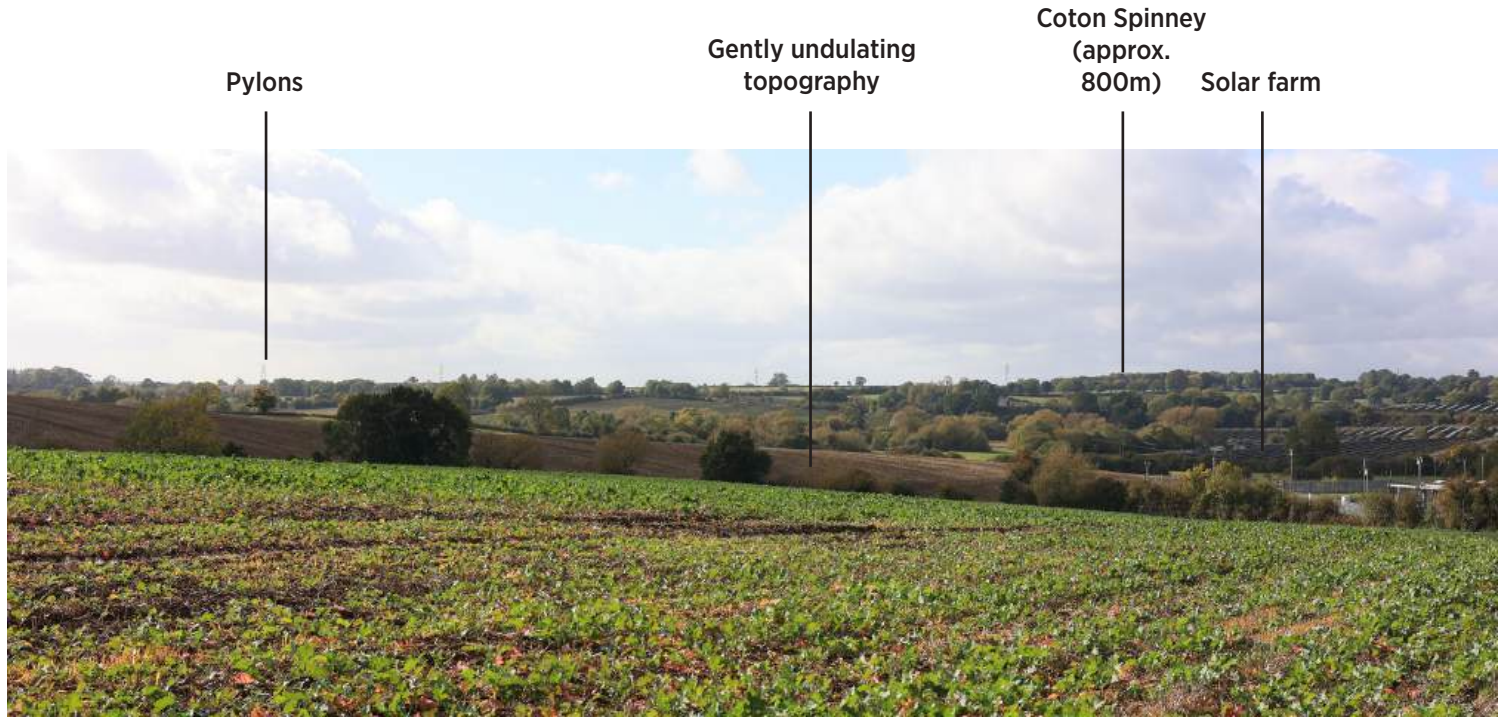 Pylons
Gently undulating
topography
Coton Spinney
(approx.
800m)
Solar farm